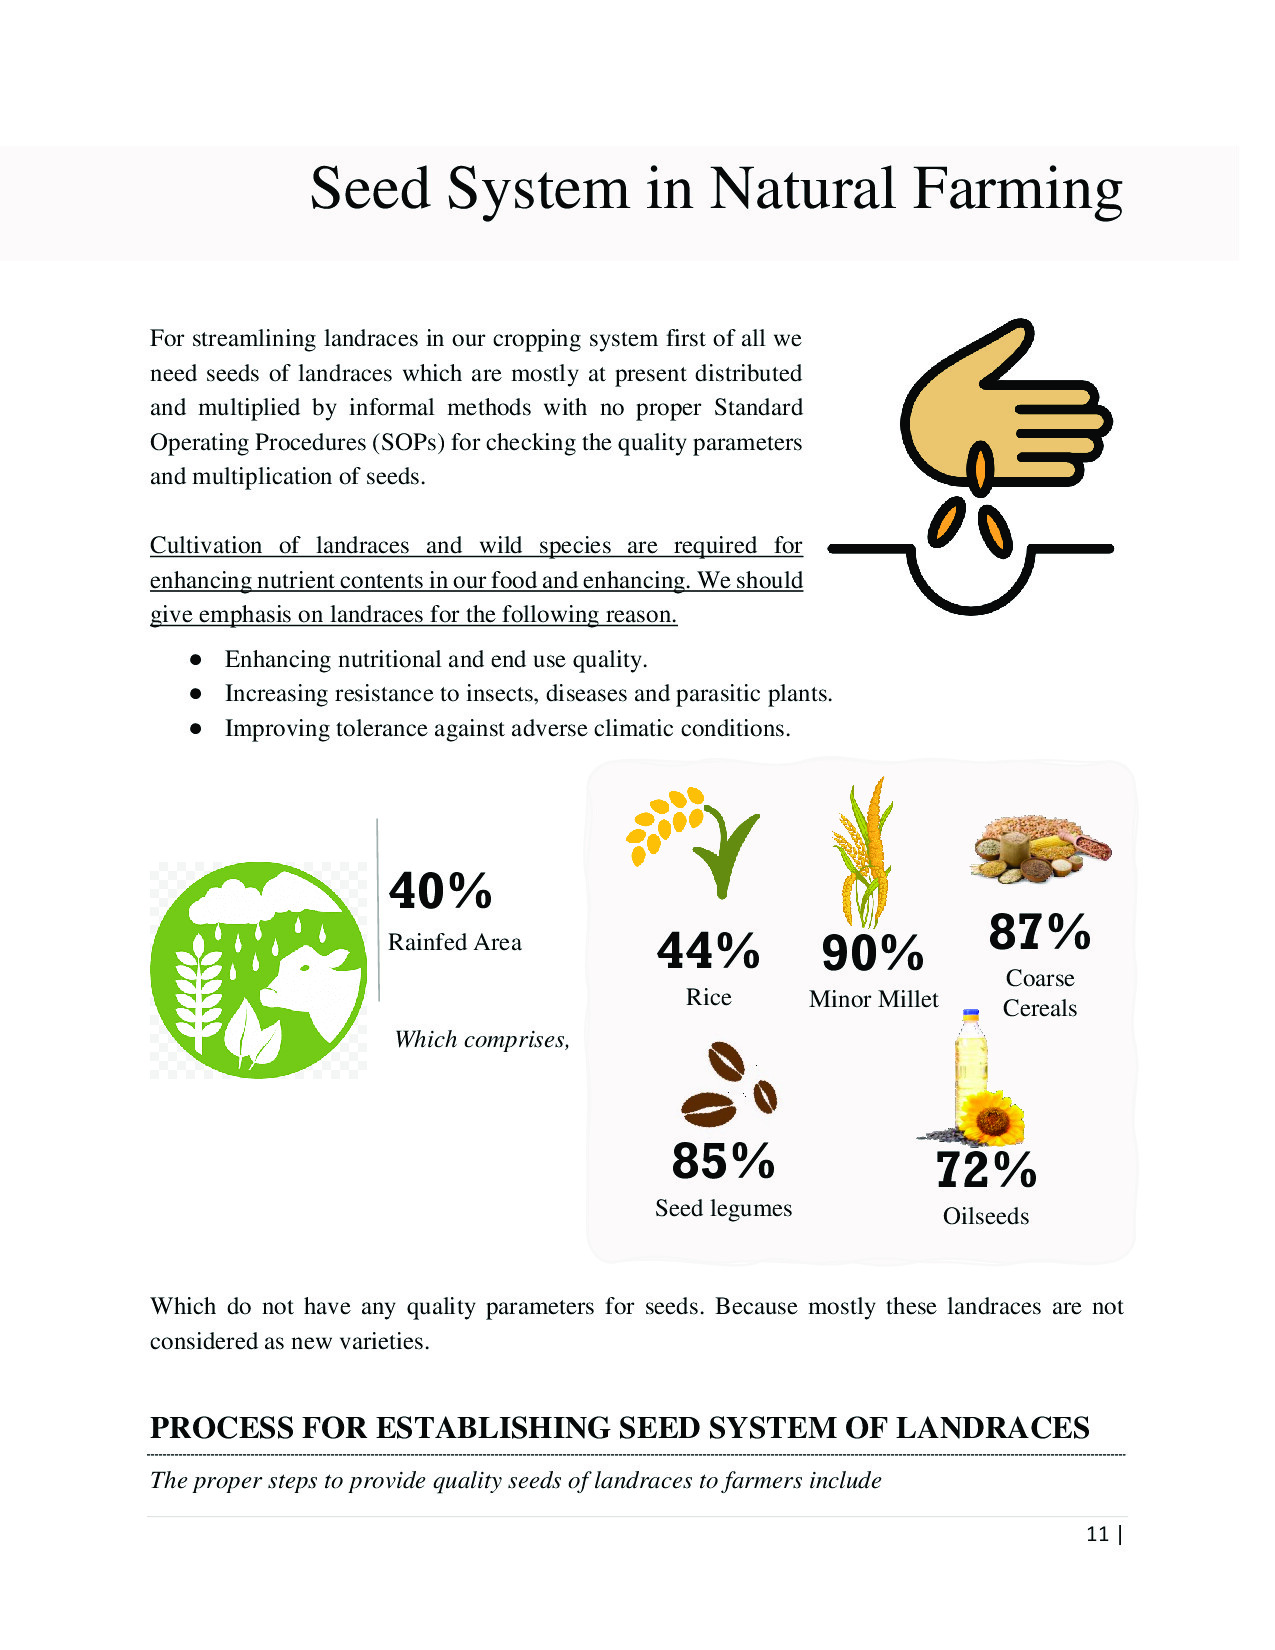 Seed System in Natural Farming
For streamlining landraces in our cropping system first of all we
need seeds of landraces which are mostly at present distributed
and multiplied by informal methods with no proper Standard
Operating Procedures (SOPs) for checking the quality parameters
and multiplication of seeds.
Cultivation of landraces and wild species are required for
enhancing nutrient contents in our food and enhancing. We should
give emphasis on landraces for the following reason.
● Enhancing nutritional and end use quality.
● Increasing resistance to insects, diseases and parasitic plants.
● Improving tolerance against adverse climatic conditions.
40%
Rainfed Area
Which comprises,
44%
Rice
90%
Minor Millet
87%
Coarse
Cereals
85%
Seed legumes
72%
Oilseeds
Which do not have any quality parameters for seeds. Because mostly these landraces are not
considered as new varieties.
PROCESS FOR ESTABLISHING SEED SYSTEM OF LANDRACES
The proper steps to provide quality seeds of landraces to farmers include
11 |